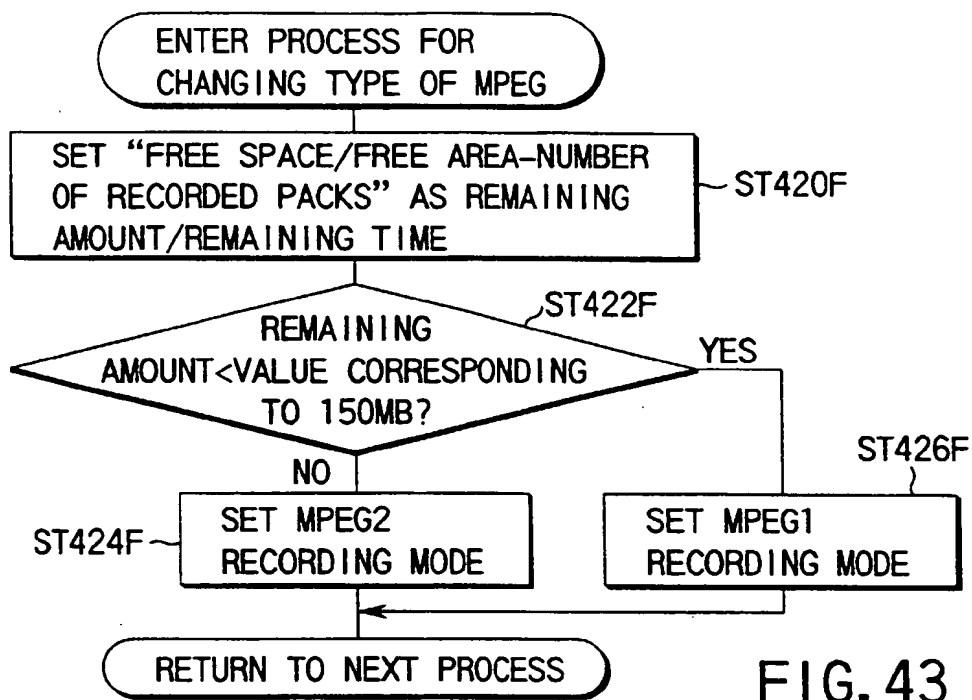 ENTER PROCESS FOR
CHANGING TYPE OF MPEG
SET “FREE SPACE/FREE AREA-NUMBER
OF RECORDED PACKS” AS REMAINING
AMOUNT/REMAINING TIME
ST420F
ST422F
REMAINING
AMOUNT<VALUE CORRESPONDING
TO 150MB?
YES
NO
ST426F
ST424F
SET MPEG2
RECORDING MODE
SET MPEG1
RECORDING MODE
RETURN TO NEXT PROCESS
FIG. 43